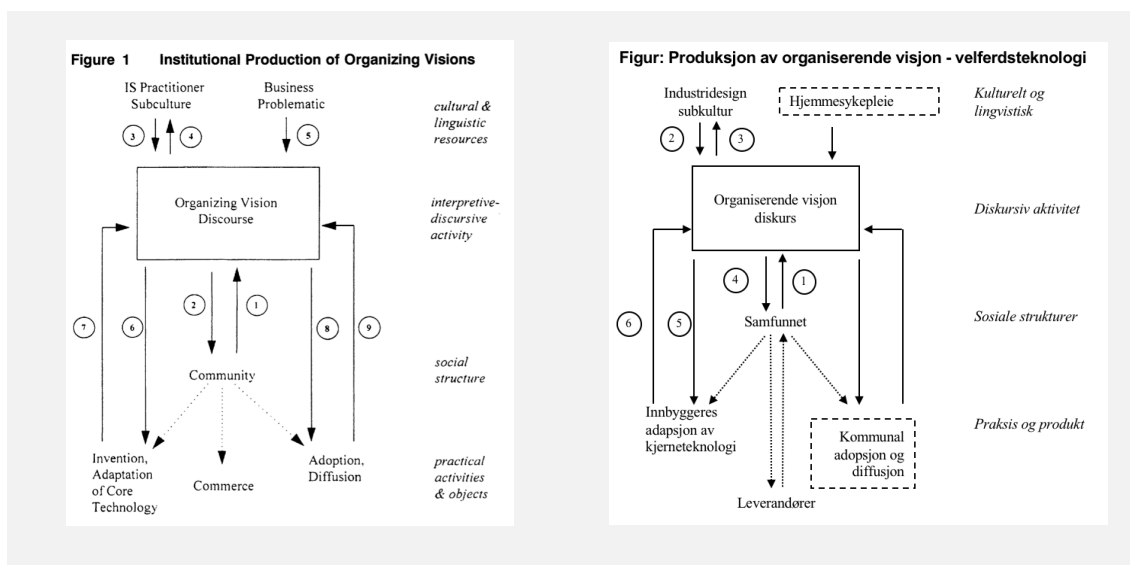 Figure 1 Institutional Production of Organizing Visions
IS Practitioner
Subculture
Business
Problematic
cultural &
linguistic
resources
3
4
5
Organizing Vision
Discourse
interpretive-
discursive
activity
7
6
2
1
8
9
Community
social
structure
Invention,
Adaptation
of Core
Technology
Commerce
Adoption,
Diffusion
practical
activities
& objects
Figur: Produksjon av organiserende visjon - velferdsteknologi
Industridesign
subkultur
Hjemmesykepleie
Kulturelt og
lingvistisk
2
3
Organiserende visjon
diskurs
Diskursiv aktivitet
4
1
6
5
Samfunnet
Sosiale strukturer
Innbyggeres
adapsjon av
kjerneteknologi
Kommunal
adopsjon og
diffusjon
Praksis og produkt
Leverandører